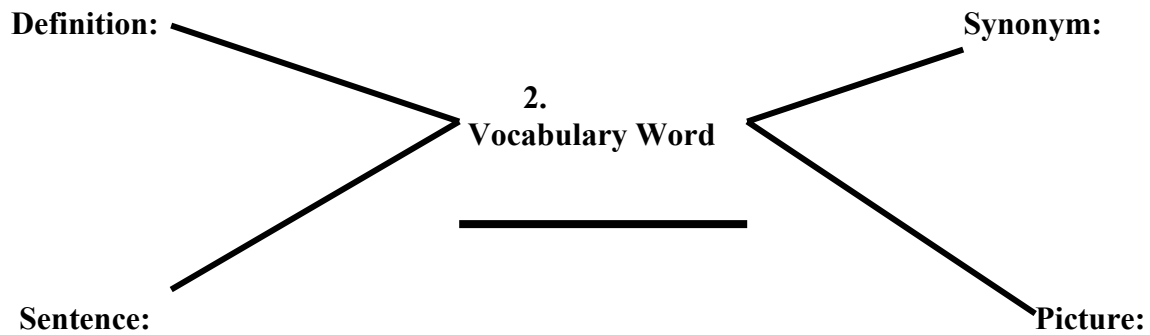 Definition:
Synonym:
2.
Vocabulary Word
Sentence:
Picture: